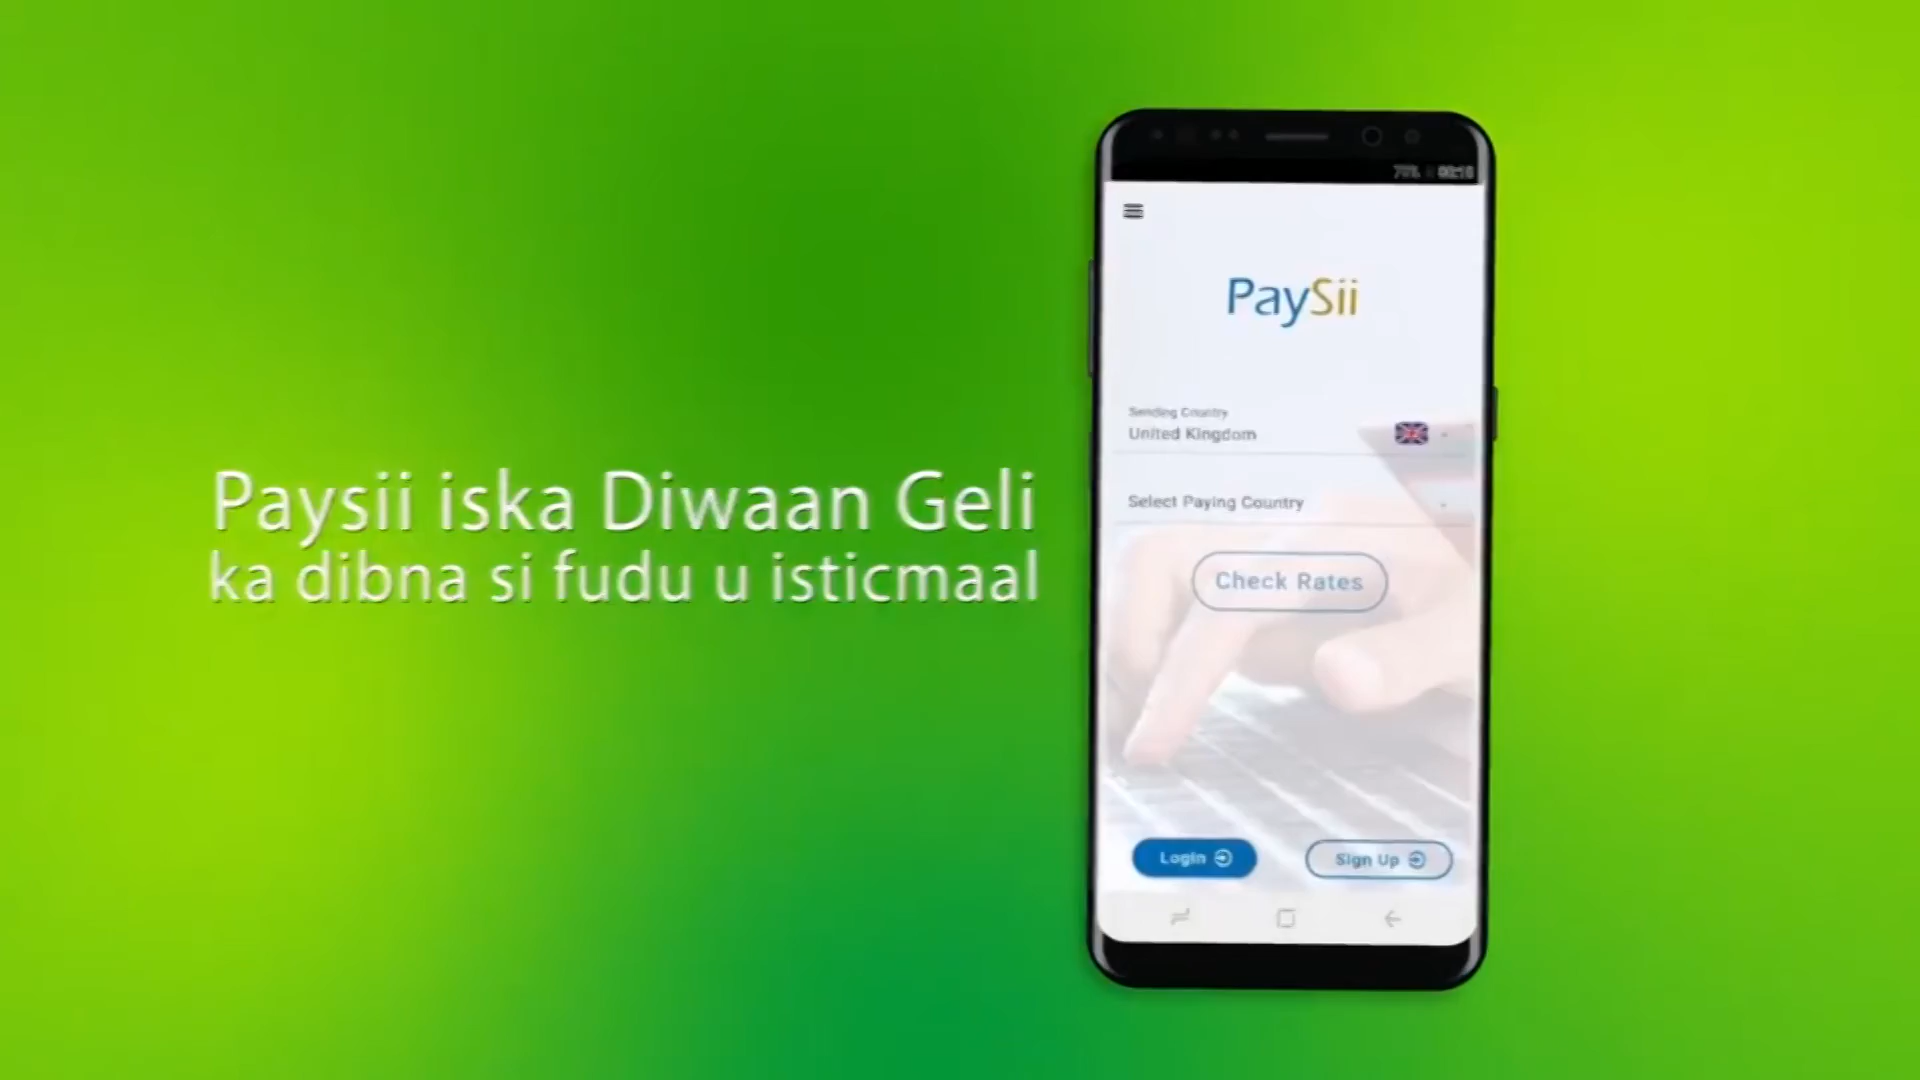 Paysii iska Diwaan Geli
ka dibna si fudu u isticmaal
PaySii
Sending Country
United Kingdom
Select Paying Country
Check Rates
Login
Sign Up